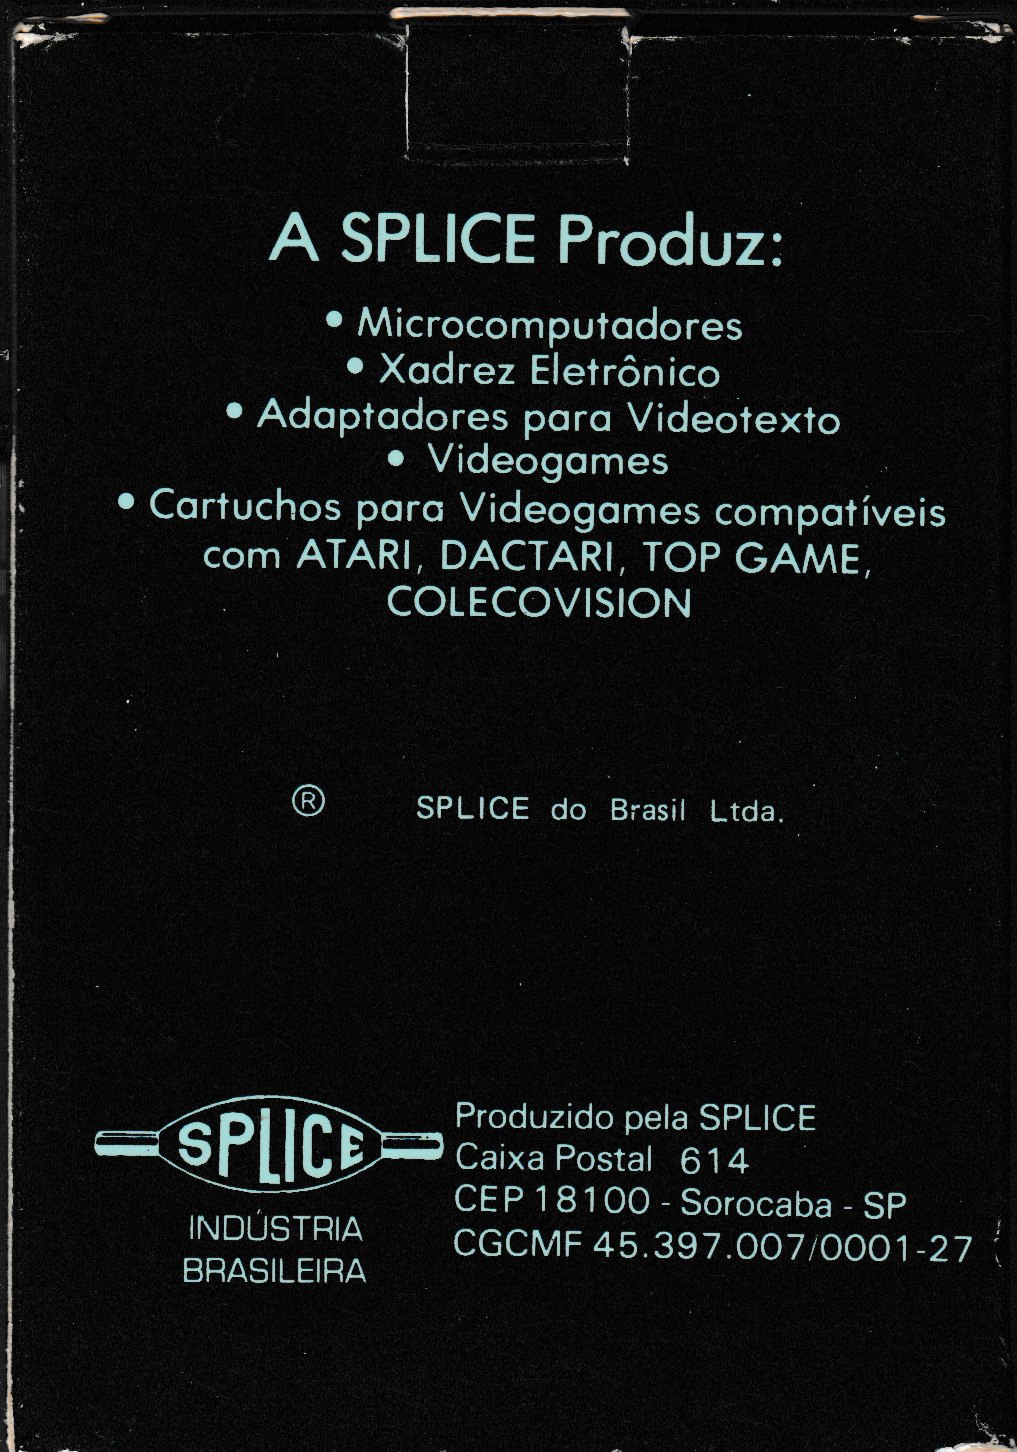 A SPLICE Produz:
• Microcomputadores
• Xadrez Eletrônico
• Adaptadores para Videotexto
• Videogames
• Cartuchos para Videogames compatíveis
com ATARI, DACTARI, TOP GAME,
COLECOVISION
® SPLICE do Brasil Ltda.
SPLICE
INDÚSTRIA
BRASILEIRA
Produzido pela SPLICE
Caixa Postal 614
CEP 18100 - Sorocaba - SP
CGCMF 45.397.007/0001-27